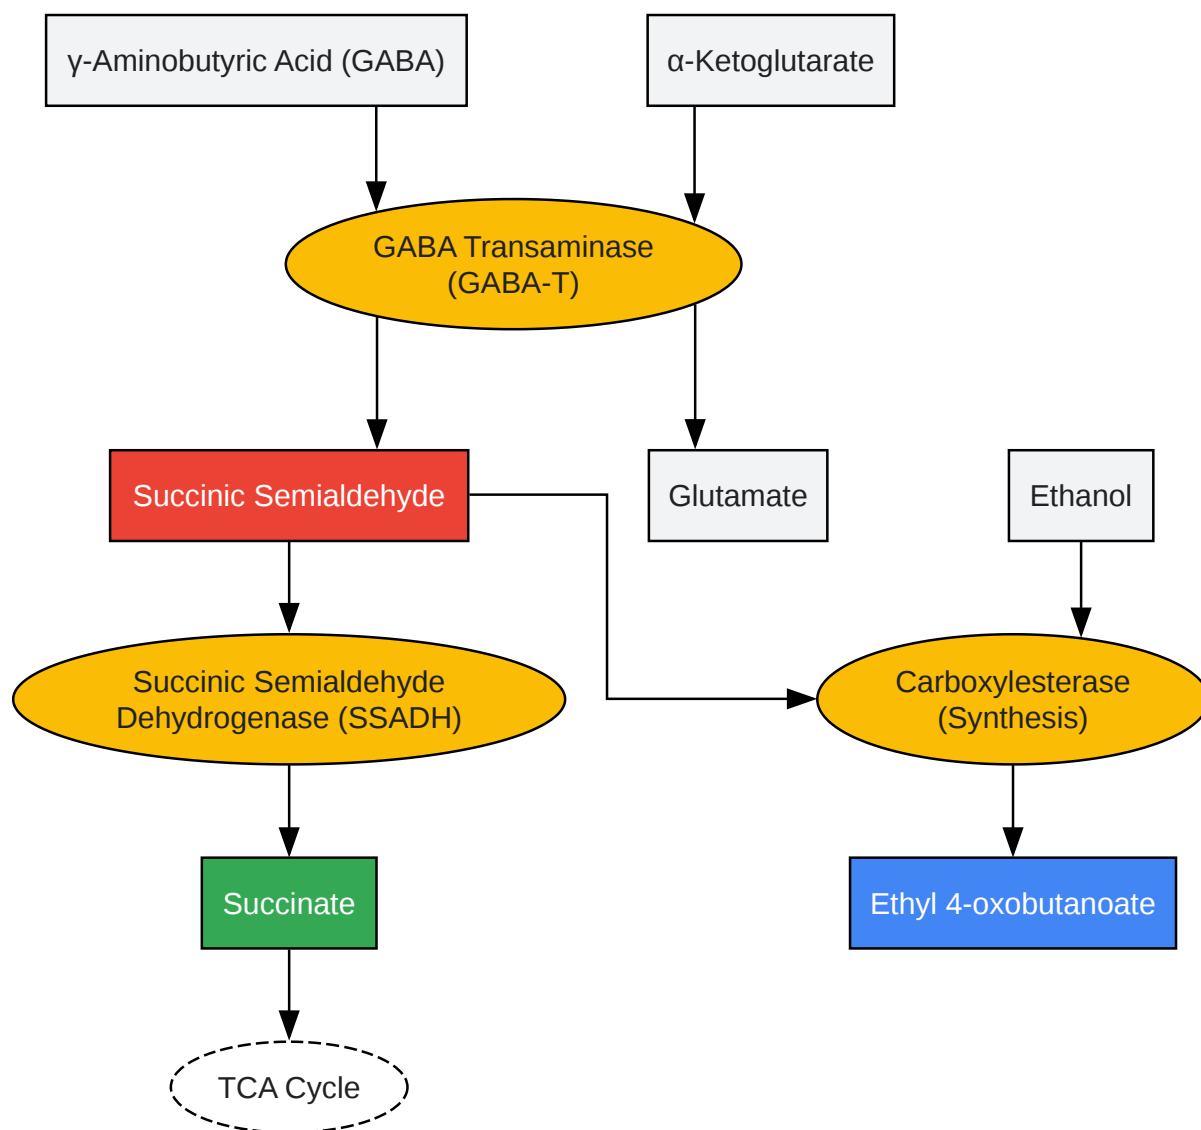 γ-Aminobutyric Acid (GABA)
α-Ketoglutarate
GABA Transaminase
(GABA-T)
Succinic Semialdehyde
Glutamate
Ethanol
Succinic Semialdehyde
Dehydrogenase (SSADH)
Carboxylesterase
(Synthesis)
Succinate
Ethyl 4-oxobutanoate
TCA Cycle